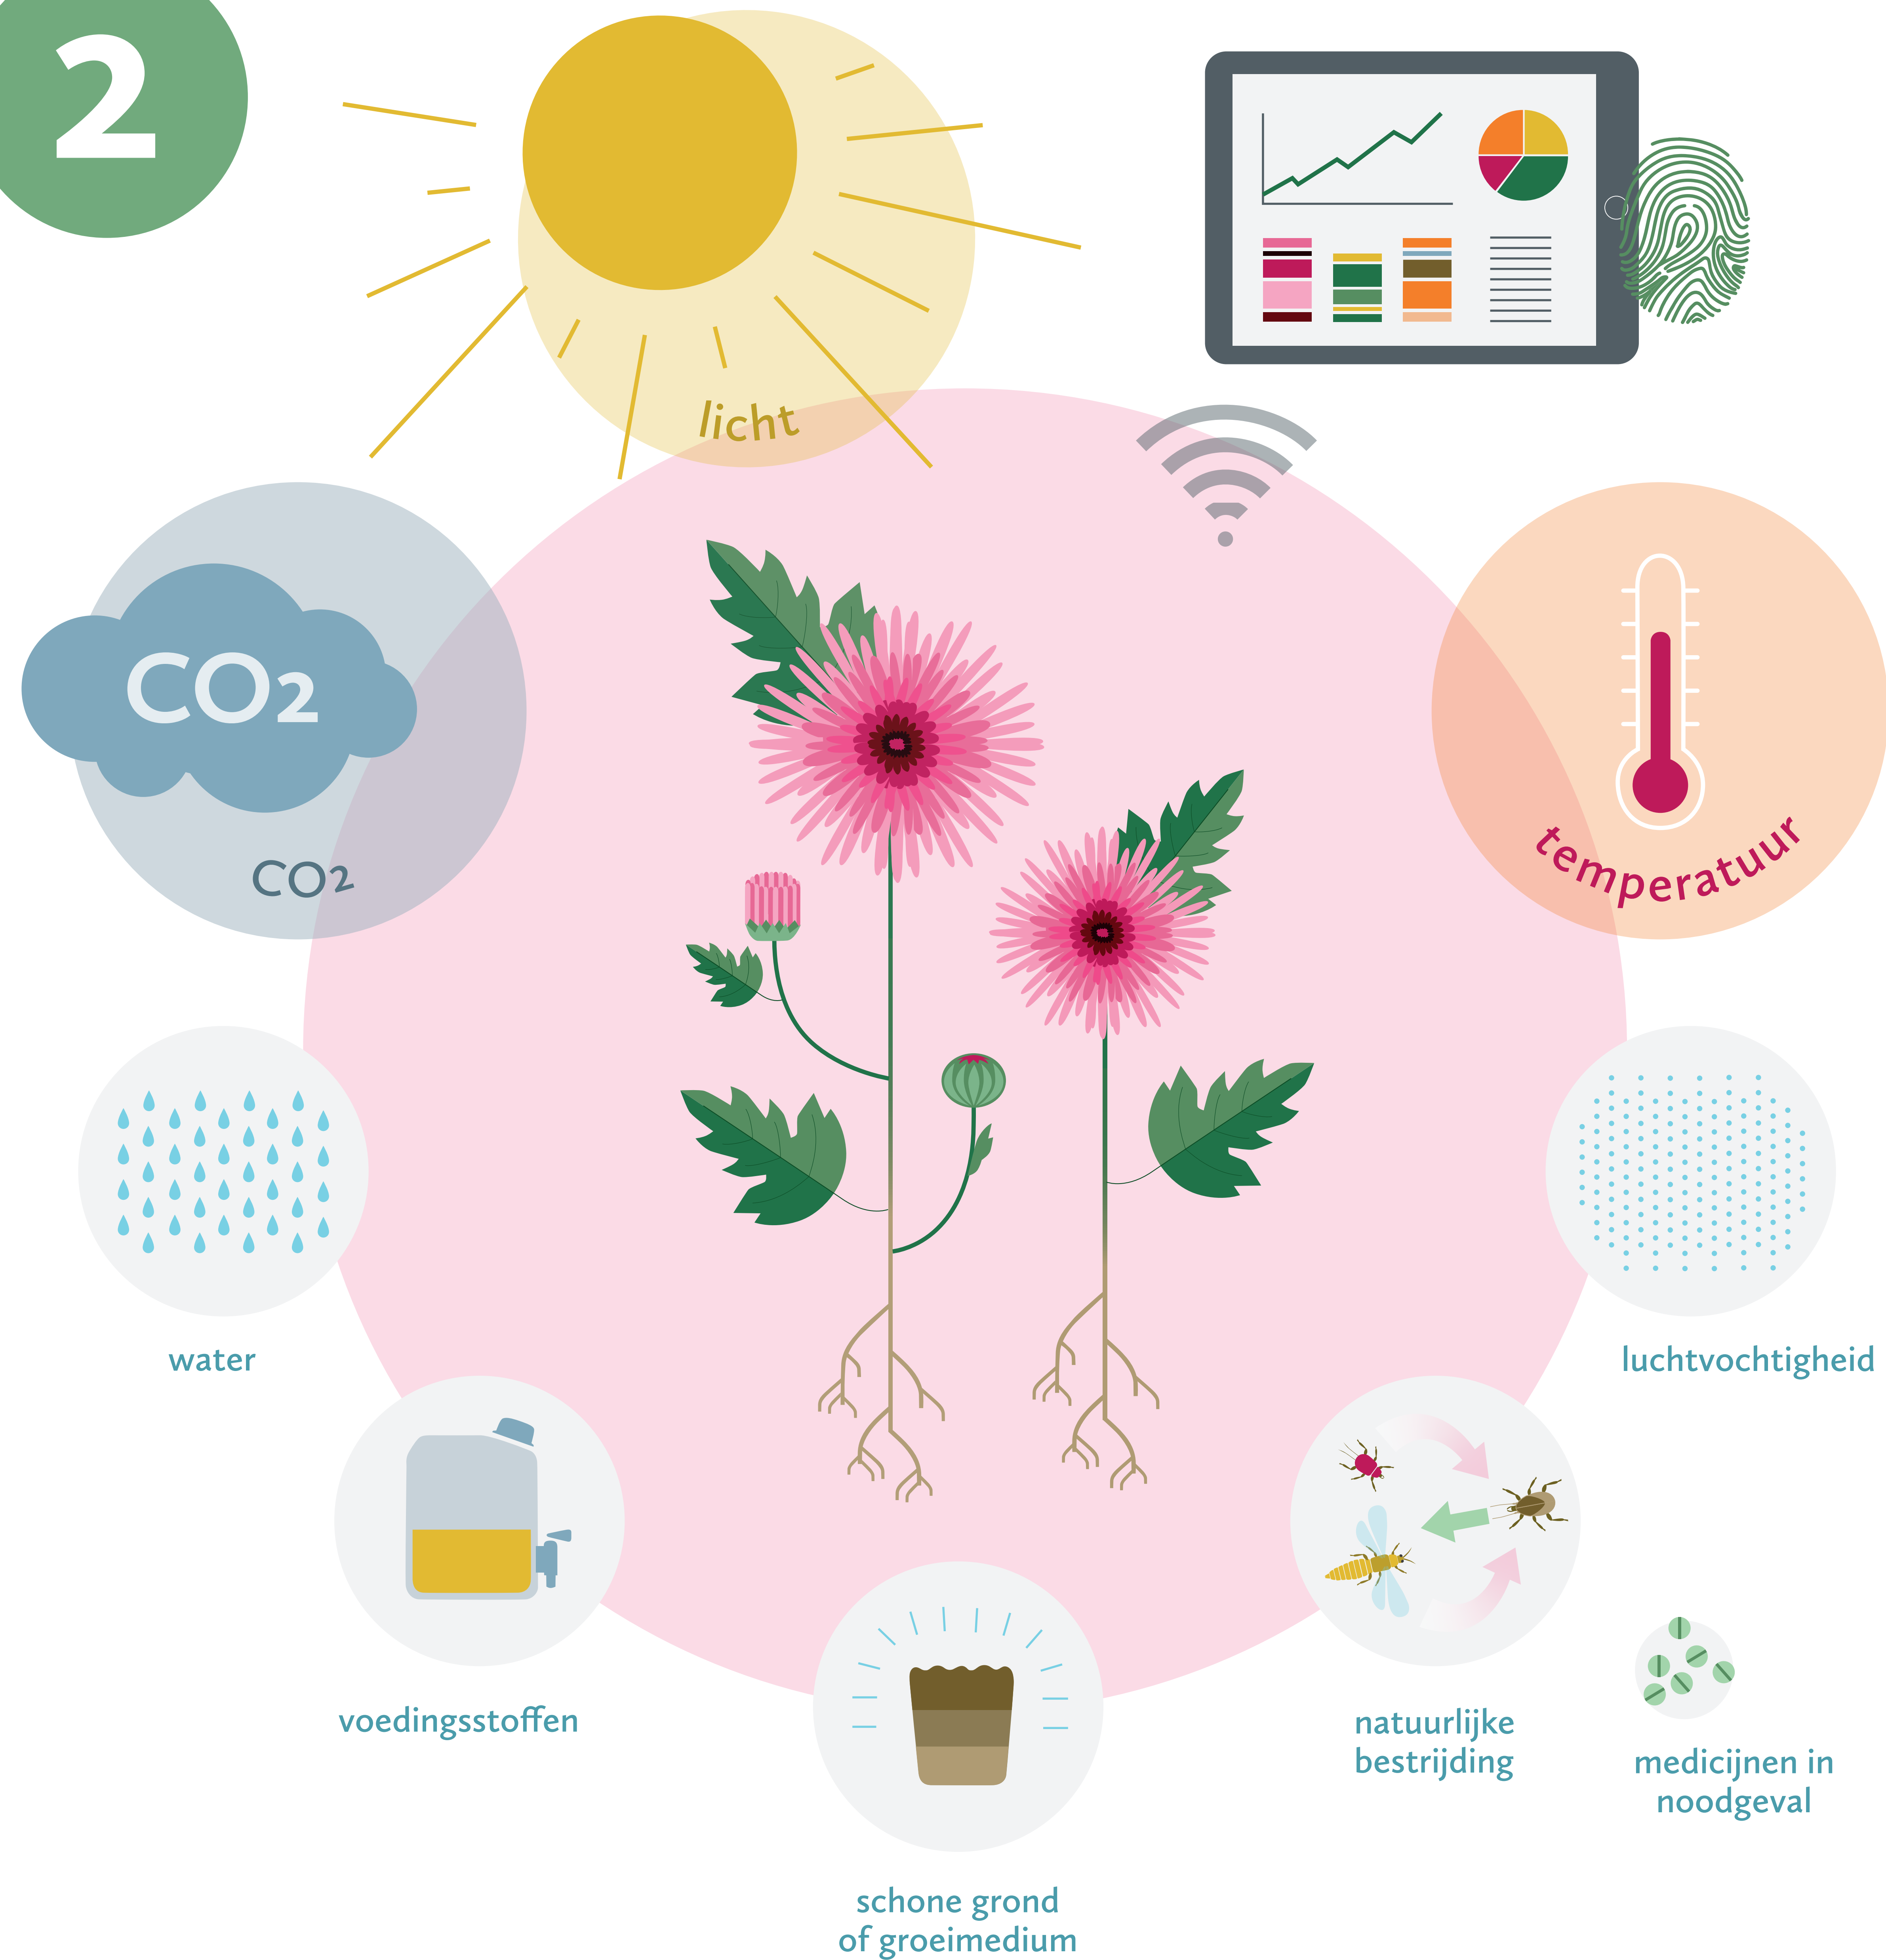 2
licht
CO2
CO2
temperatuur
water
luchtvochtigheid
voedingsstoffen
natuurlijke
bestrijding
medicijnen in
noodgeval
schone grond
of groeimedium